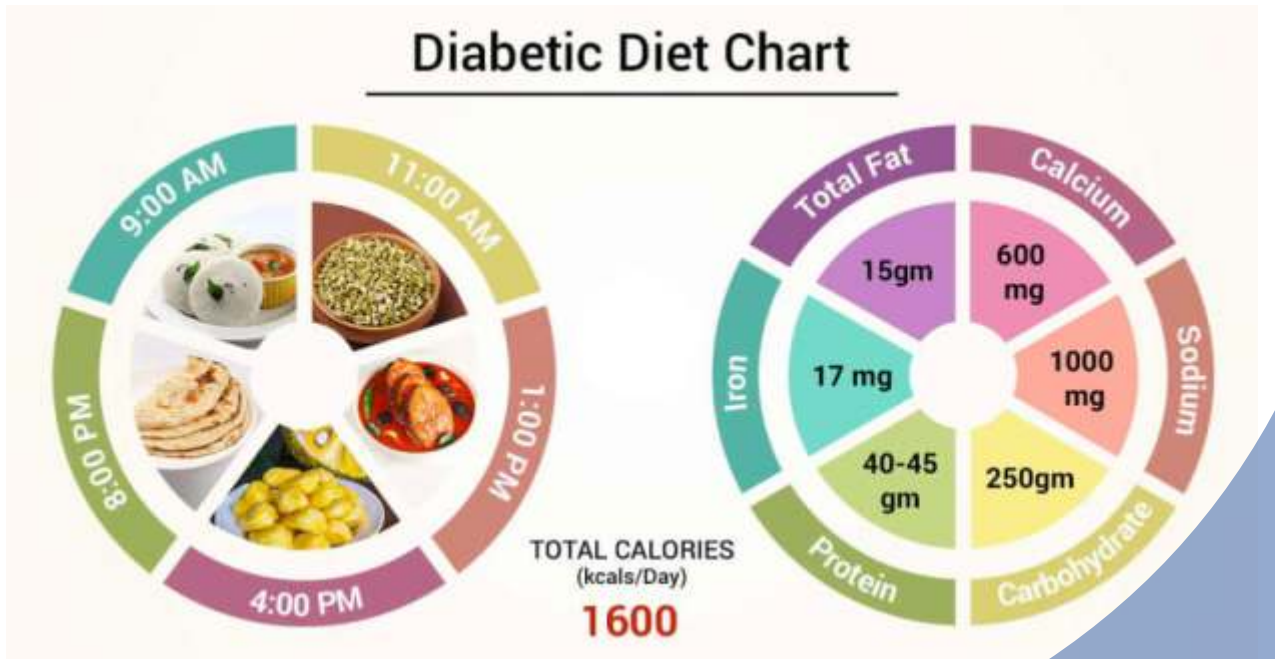 Diabetic Diet Chart
9:00 AM
11:00 AM
1:00 PM
4:00 PM
8:00 PM
TOTAL CALORIES
(kcals/Day)
1600
Total Fat
15gm
Calcium
600
mg
Sodium
1000
mg
Carbohydrate
250gm
Protein
40-45
gm
Iron
17 mg